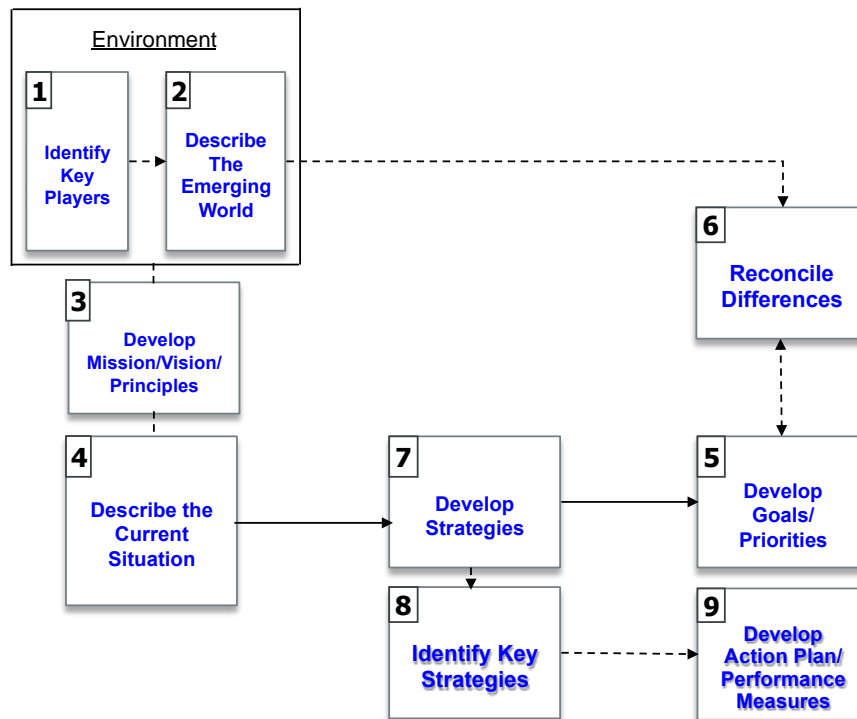 Environment
1
Identify
Key
Players
2
Describe
The
Emerging
World
3
Develop
Mission/Vision/
Principles
4
Describe the
Current
Situation
7
Develop
Strategies
6
Reconcile
Differences
5
Develop
Goals/
Priorities
8
Identify Key
Strategies
9
Develop
Action Plan/
Performance
Measures